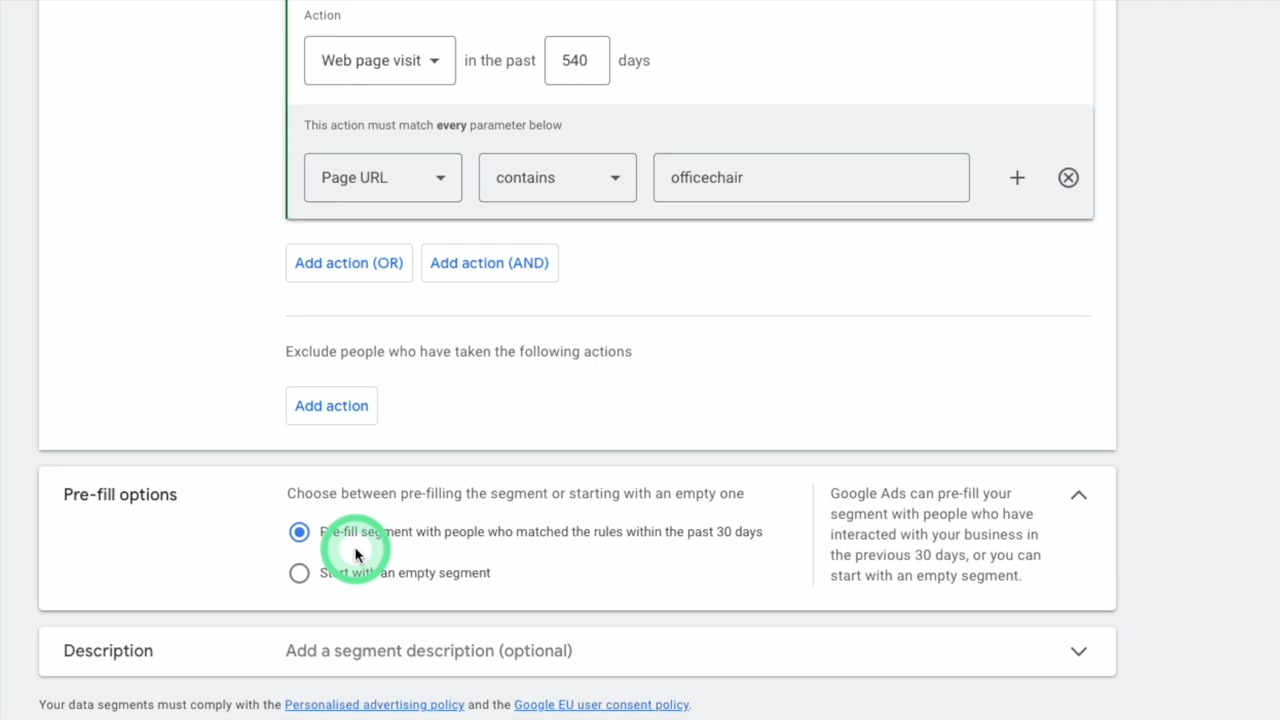 Action
Web page visit in the past 540 days
This action must match every parameter below
Page URL contains officechair
Add action (OR) Add action (AND)
Exclude people who have taken the following actions
Add action
Pre-fill options
Choose between pre-filling the segment or starting with an empty one
Pre-fill segment with people who matched the rules within the past 30 days
Start with an empty segment
Google Ads can pre-fill your
segment with people who have
interacted with your business in
the previous 30 days, or you can
start with an empty segment.
Description Add a segment description (optional)
Your data segments must comply with the Personalised advertising policy and the Google EU user consent policy.